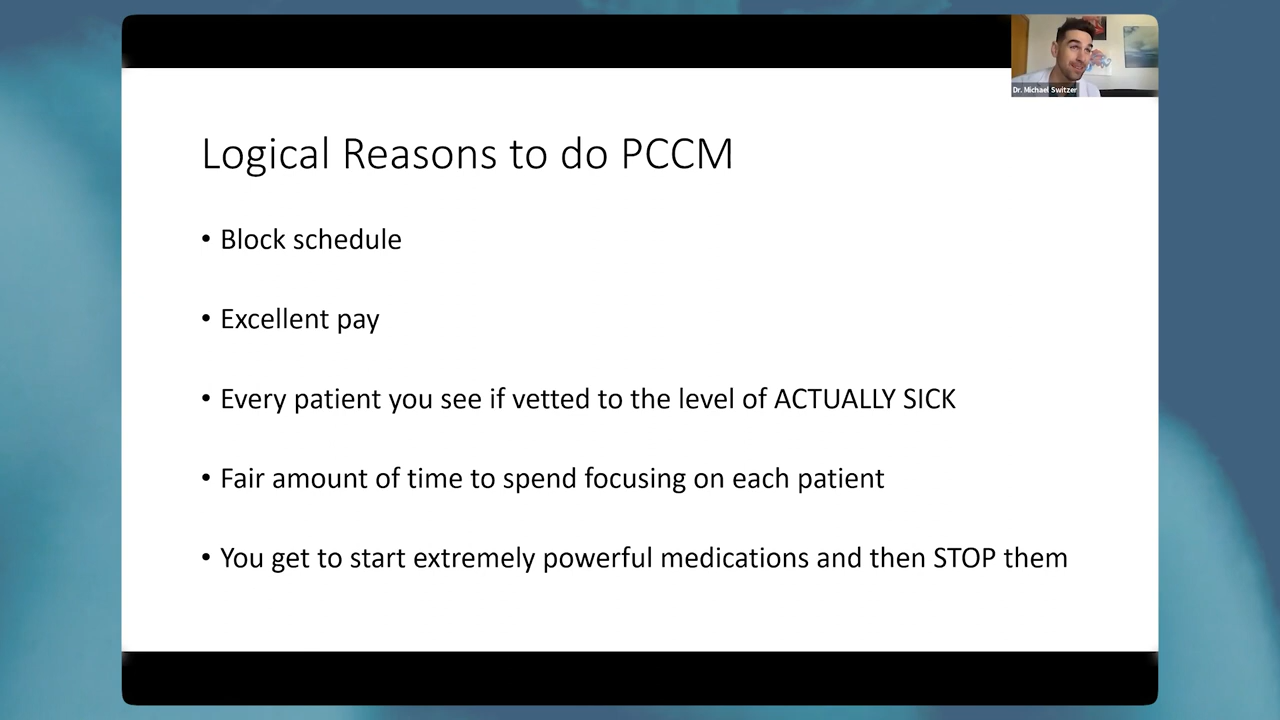 Dr. Michael Switzer
Logical Reasons to do PCCM
• Block schedule
• Excellent pay
• Every patient you see if vetted to the level of ACTUALLY SICK
• Fair amount of time to spend focusing on each patient
• You get to start extremely powerful medications and then STOP them